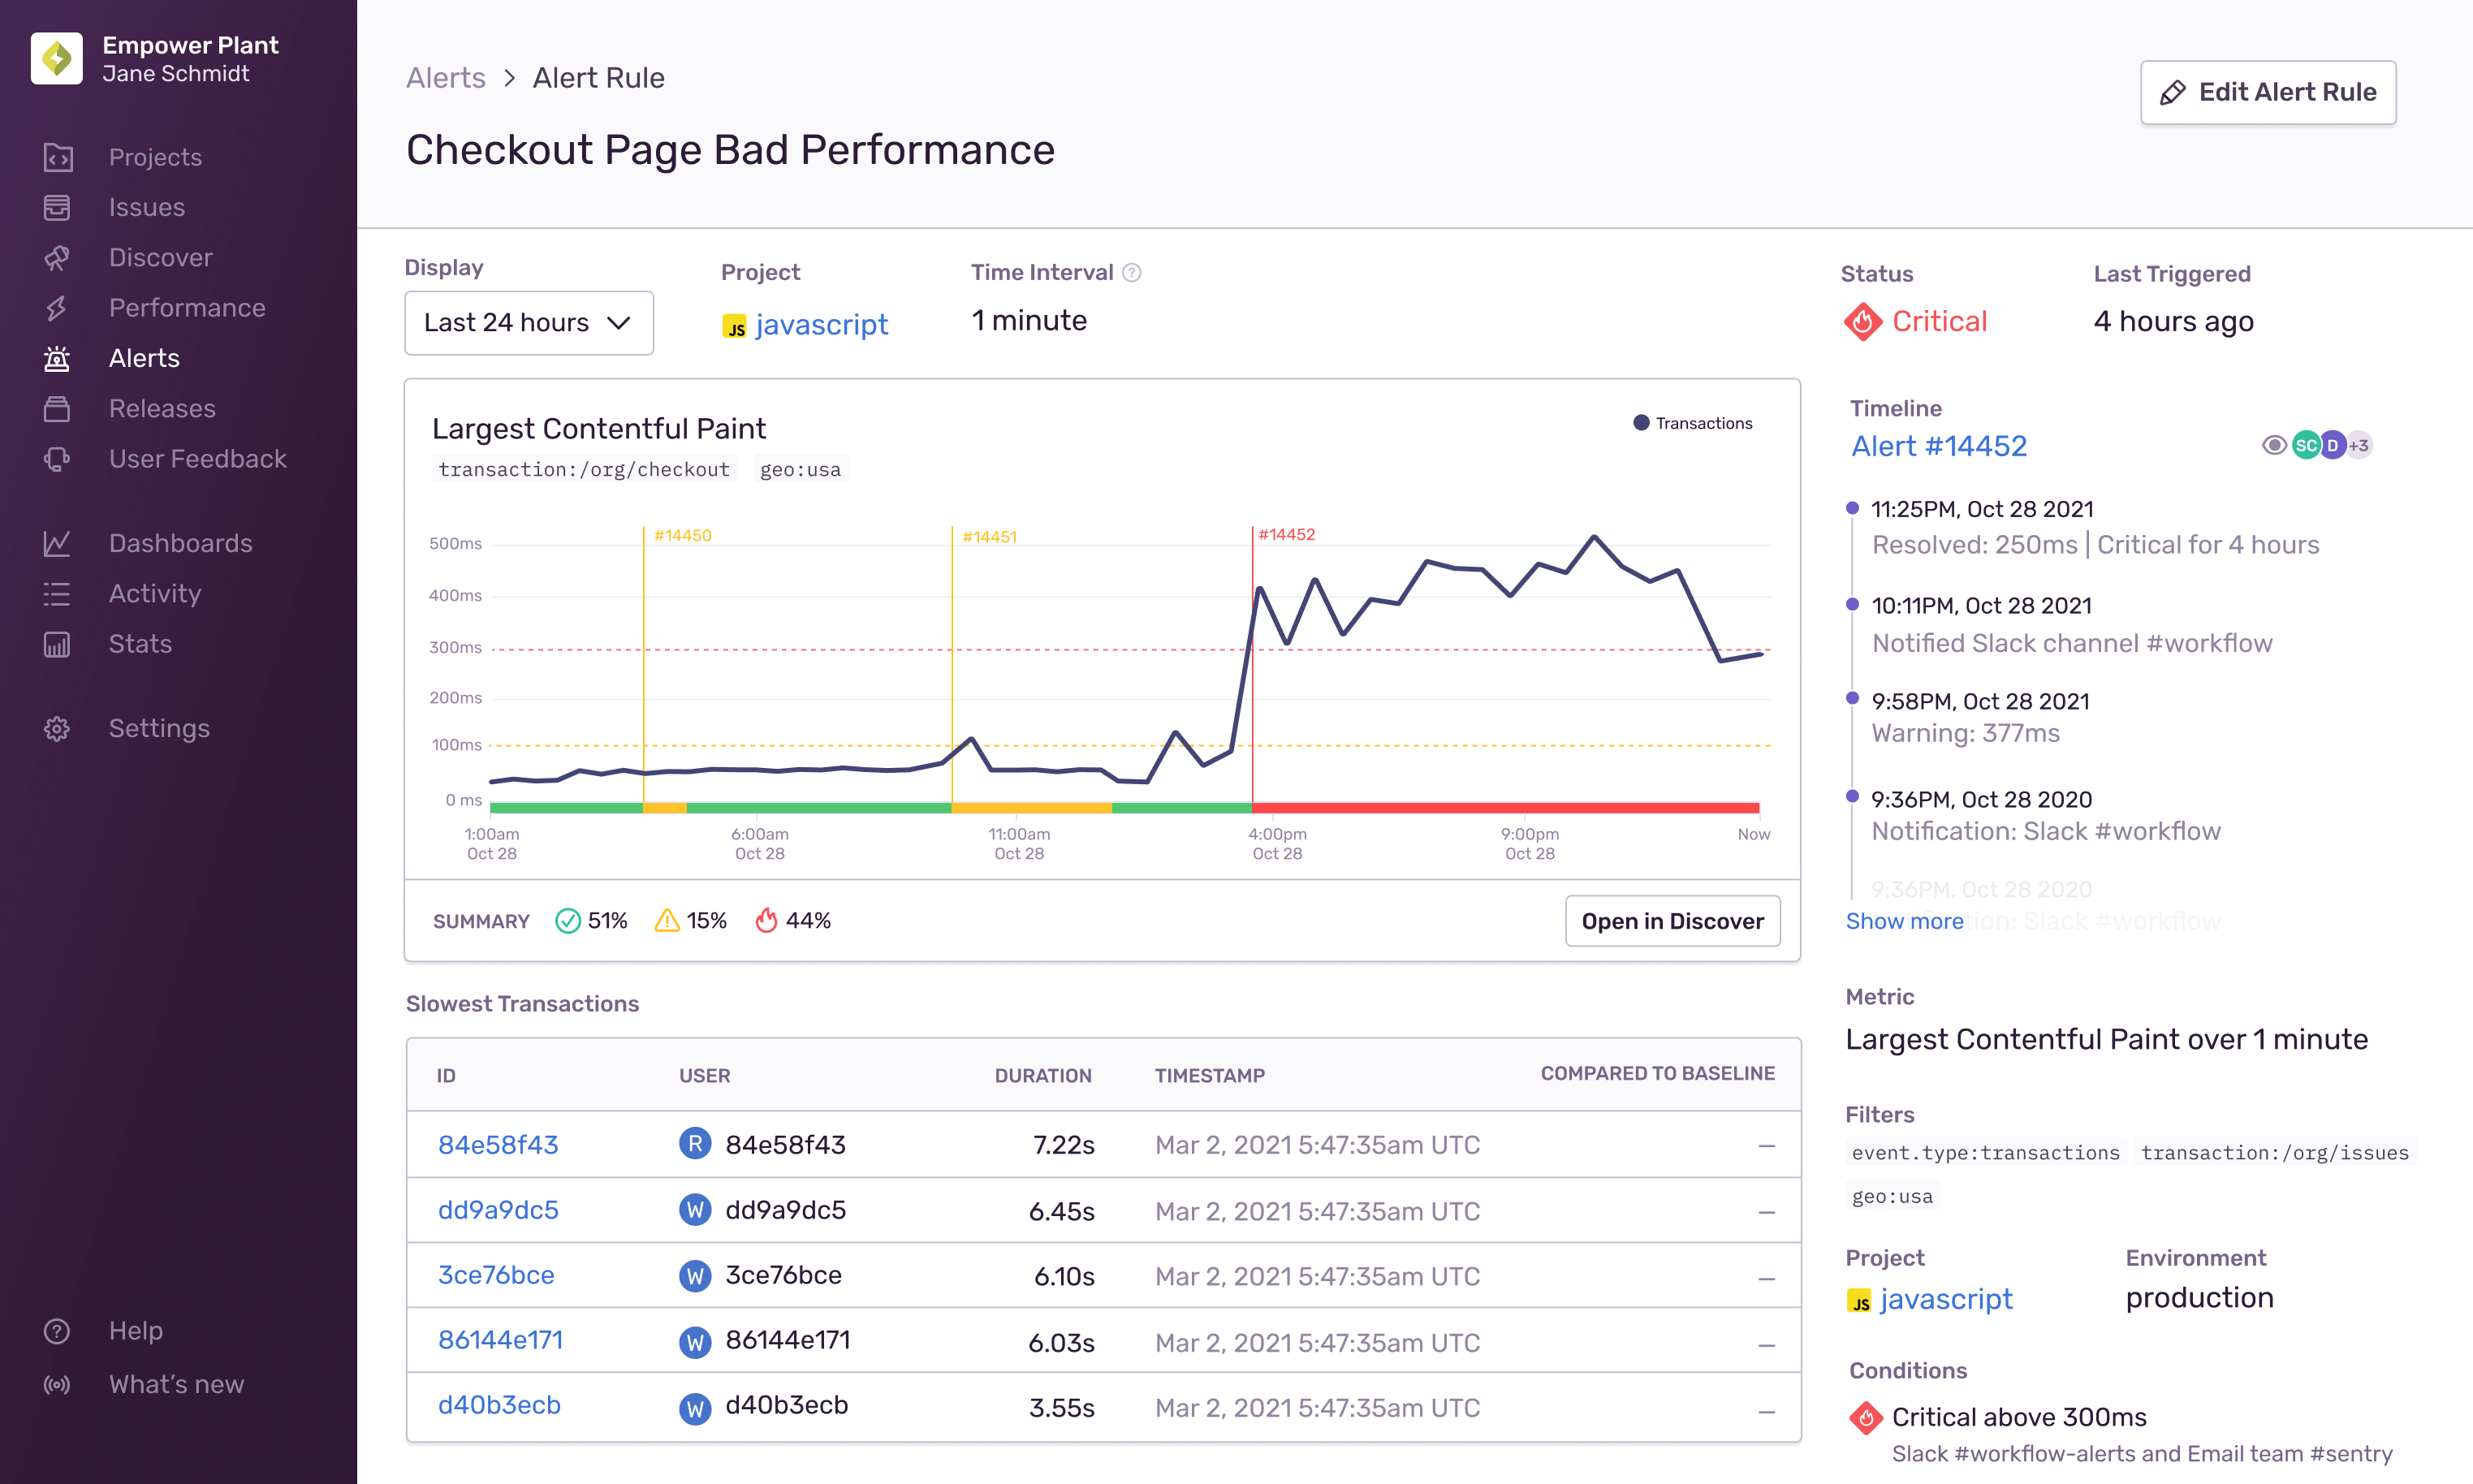 Empower Plant
Jane Schmidt
Projects
Issues
Discover
Performance
Alerts
Releases
User Feedback
Dashboards
Activity
Stats
Settings
Help
What's new
Alerts > Alert Rule
Edit Alert Rule
Checkout Page Bad Performance
Display
Last 24 hours
Project
JS javascript
Time Interval ?
1 minute
Status
Critical
Last Triggered
4 hours ago
Largest Contentful Paint
Transactions
transaction:/org/checkout geo:usa
#14450 #14451 #14452
500ms
400ms
300ms
200ms
100ms
0 ms
1:00am 6:00am 11:00am 4:00pm 9:00pm Now
Oct 28 Oct 28 Oct 28 Oct 28 Oct 28
SUMMARY 51% 15% 44%
Open in Discover
Slowest Transactions
ID USER DURATION TIMESTAMP COMPARED TO BASELINE
84e58f43 R 84e58f43 7.22s Mar 2, 2021 5:47:35am UTC —
dd9a9dc5 W dd9a9dc5 6.45s Mar 2, 2021 5:47:35am UTC —
3ce76bce W 3ce76bce 6.10s Mar 2, 2021 5:47:35am UTC —
86144e171 W 86144e171 6.03s Mar 2, 2021 5:47:35am UTC —
d40b3ecb W d40b3ecb 3.55s Mar 2, 2021 5:47:35am UTC —
Timeline
Alert #14452
SC D +3
11:25PM, Oct 28 2021
Resolved: 250ms | Critical for 4 hours
10:11PM, Oct 28 2021
Notified Slack channel #workflow
9:58PM, Oct 28 2021
Warning: 377ms
9:36PM, Oct 28 2020
Notification: Slack #workflow
9:36PM, Oct 28 2020
Slack #workflow
Show more
Metric
Largest Contentful Paint over 1 minute
Filters
event.type:transactions transaction:/org/issues
geo:usa
Project
JS javascript
Environment
production
Conditions
Critical above 300ms
Slack #workflow-alerts and Email team #sentry